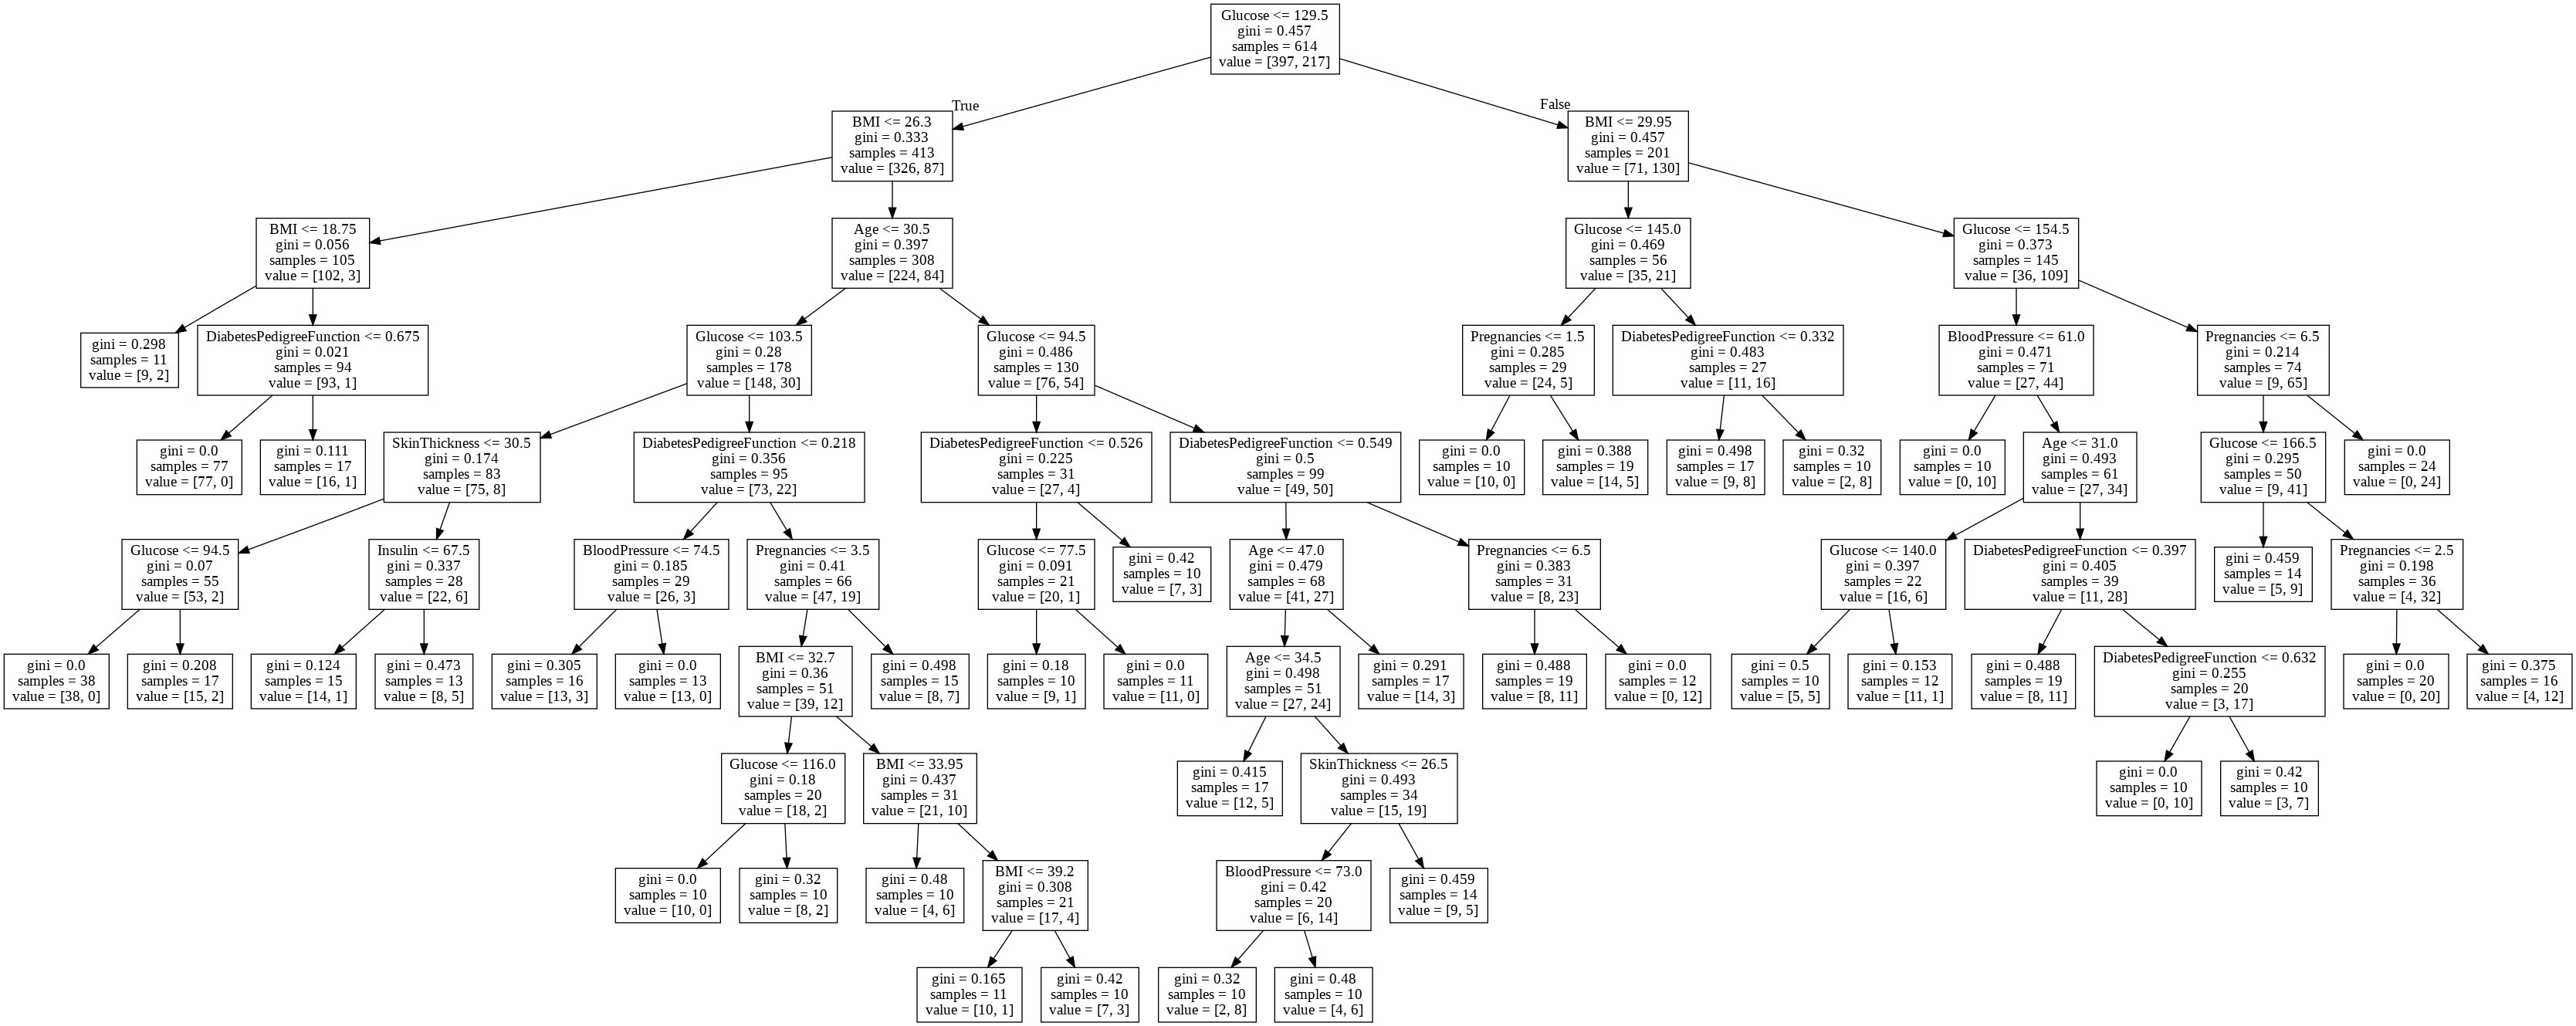 Glucose <= 129.5
gini = 0.457
samples = 614
value = [397, 217]
True
False
BMI <= 26.3
gini = 0.333
samples = 413
value = [326, 87]
BMI <= 29.95
gini = 0.457
samples = 201
value = [71, 130]
BMI <= 18.75
gini = 0.056
samples = 105
value = [102, 3]
Age <= 30.5
gini = 0.397
samples = 308
value = [224, 84]
Glucose <= 145.0
gini = 0.469
samples = 56
value = [35, 21]
Glucose <= 154.5
gini = 0.373
samples = 145
value = [36, 109]
gini = 0.298
samples = 11
value = [9, 2]
DiabetesPedigreeFunction <= 0.675
gini = 0.021
samples = 94
value = [93, 1]
Glucose <= 103.5
gini = 0.28
samples = 178
value = [148, 30]
Glucose <= 94.5
gini = 0.486
samples = 130
value = [76, 54]
Pregnancies <= 1.5
gini = 0.285
samples = 29
value = [24, 5]
DiabetesPedigreeFunction <= 0.332
gini = 0.483
samples = 27
value = [11, 16]
BloodPressure <= 61.0
gini = 0.471
samples = 71
value = [27, 44]
Pregnancies <= 6.5
gini = 0.214
samples = 74
value = [9, 65]
gini = 0.0
samples = 77
value = [77, 0]
gini = 0.111
samples = 17
value = [16, 1]
SkinThickness <= 30.5
gini = 0.174
samples = 83
value = [75, 8]
DiabetesPedigreeFunction <= 0.218
gini = 0.356
samples = 95
value = [73, 22]
DiabetesPedigreeFunction <= 0.526
gini = 0.225
samples = 31
value = [27, 4]
DiabetesPedigreeFunction <= 0.549
gini = 0.5
samples = 99
value = [49, 50]
gini = 0.0
samples = 10
value = [10, 0]
gini = 0.388
samples = 19
value = [14, 5]
gini = 0.498
samples = 17
value = [9, 8]
gini = 0.32
samples = 10
value = [2, 8]
gini = 0.0
samples = 10
value = [0, 10]
Age <= 31.0
gini = 0.493
samples = 61
value = [27, 34]
Glucose <= 166.5
gini = 0.295
samples = 50
value = [9, 41]
gini = 0.0
samples = 24
value = [0, 24]
Glucose <= 94.5
gini = 0.07
samples = 55
value = [53, 2]
Insulin <= 67.5
gini = 0.337
samples = 28
value = [22, 6]
BloodPressure <= 74.5
gini = 0.185
samples = 29
value = [26, 3]
Pregnancies <= 3.5
gini = 0.41
samples = 66
value = [47, 19]
Glucose <= 77.5
gini = 0.091
samples = 21
value = [20, 1]
gini = 0.42
samples = 10
value = [7, 3]
Age <= 47.0
gini = 0.479
samples = 68
value = [41, 27]
Pregnancies <= 6.5
gini = 0.383
samples = 31
value = [8, 23]
Glucose <= 140.0
gini = 0.397
samples = 22
value = [16, 6]
DiabetesPedigreeFunction <= 0.397
gini = 0.405
samples = 39
value = [11, 28]
gini = 0.459
samples = 14
value = [5, 9]
Pregnancies <= 2.5
gini = 0.198
samples = 36
value = [4, 32]
gini = 0.0
samples = 38
value = [38, 0]
gini = 0.208
samples = 17
value = [15, 2]
gini = 0.124
samples = 15
value = [14, 1]
gini = 0.473
samples = 13
value = [8, 5]
gini = 0.305
samples = 16
value = [13, 3]
gini = 0.0
samples = 13
value = [13, 0]
BMI <= 32.7
gini = 0.36
samples = 51
value = [39, 12]
gini = 0.498
samples = 15
value = [8, 7]
gini = 0.18
samples = 10
value = [9, 1]
gini = 0.0
samples = 11
value = [11, 0]
Age <= 34.5
gini = 0.498
samples = 51
value = [27, 24]
gini = 0.291
samples = 17
value = [14, 3]
gini = 0.488
samples = 19
value = [8, 11]
gini = 0.0
samples = 12
value = [0, 12]
gini = 0.5
samples = 10
value = [5, 5]
gini = 0.153
samples = 12
value = [11, 1]
gini = 0.488
samples = 19
value = [8, 11]
DiabetesPedigreeFunction <= 0.632
gini = 0.255
samples = 20
value = [3, 17]
gini = 0.0
samples = 20
value = [0, 20]
gini = 0.375
samples = 16
value = [4, 12]
Glucose <= 116.0
gini = 0.18
samples = 20
value = [18, 2]
BMI <= 33.95
gini = 0.437
samples = 31
value = [21, 10]
gini = 0.415
samples = 17
value = [12, 5]
SkinThickness <= 26.5
gini = 0.493
samples = 34
value = [15, 19]
gini = 0.0
samples = 10
value = [0, 10]
gini = 0.42
samples = 10
value = [3, 7]
gini = 0.0
samples = 10
value = [10, 0]
gini = 0.32
samples = 10
value = [8, 2]
gini = 0.48
samples = 10
value = [4, 6]
BMI <= 39.2
gini = 0.308
samples = 21
value = [17, 4]
BloodPressure <= 73.0
gini = 0.42
samples = 20
value = [6, 14]
gini = 0.459
samples = 14
value = [9, 5]
gini = 0.165
samples = 11
value = [10, 1]
gini = 0.42
samples = 10
value = [7, 3]
gini = 0.32
samples = 10
value = [2, 8]
gini = 0.48
samples = 10
value = [4, 6]